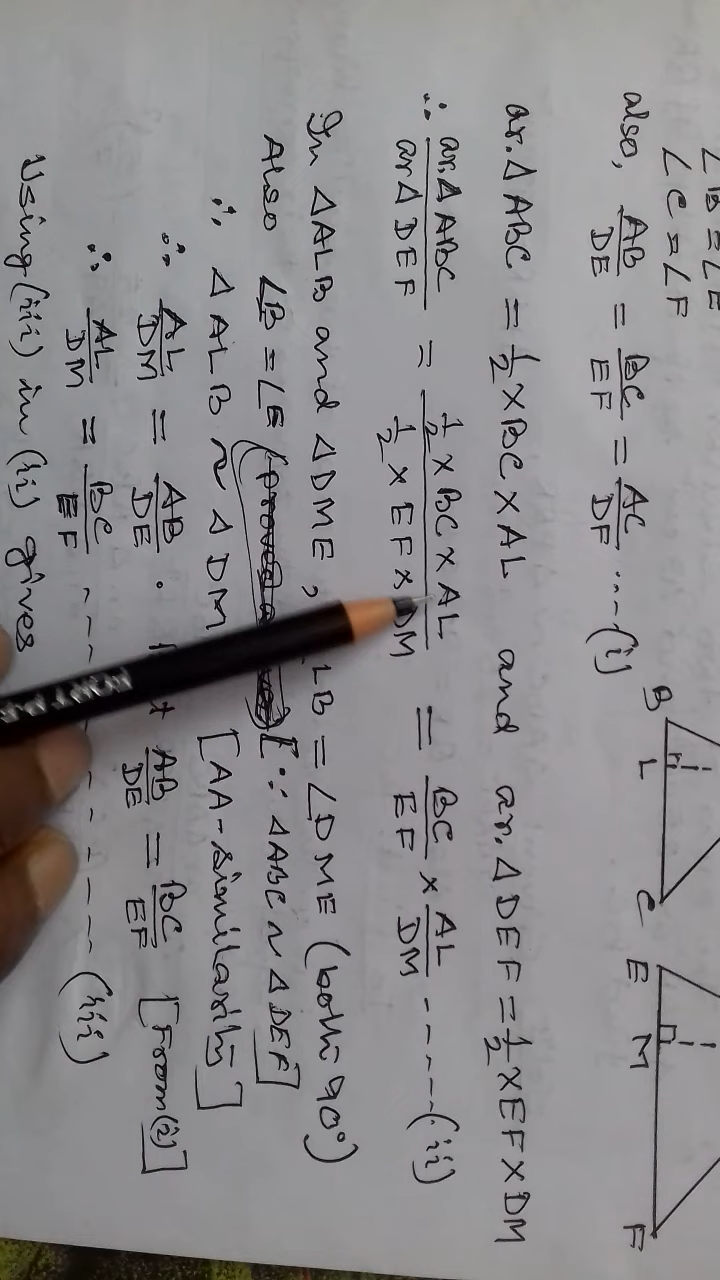 ∠B = ∠E
∠C = ∠F
also, AB/DE = BC/EF = AC/DF ...(i)
B L C E M F
ar.ΔABC = 1/2 × BC × AL and ar.ΔDEF = 1/2 × EF × DM
∴ ar.ΔABC/arΔDEF = (1/2 × BC × AL)/(1/2 × EF × DM) = BC/EF × AL/DM -----(ii)
In ΔALB and ΔDME, LB = ∠DME (both 90°)
Also ∠B = ∠E [∵ ΔABC ~ ΔDEF]
∴ ΔALB ~ ΔDM [AA-similarity]
∴ AL/DM = AB/DE . AB/DE = BC/EF [From(i)]
∴ AL/DM = BC/EF -------- (iii)
Using (iii) in (ii) gives